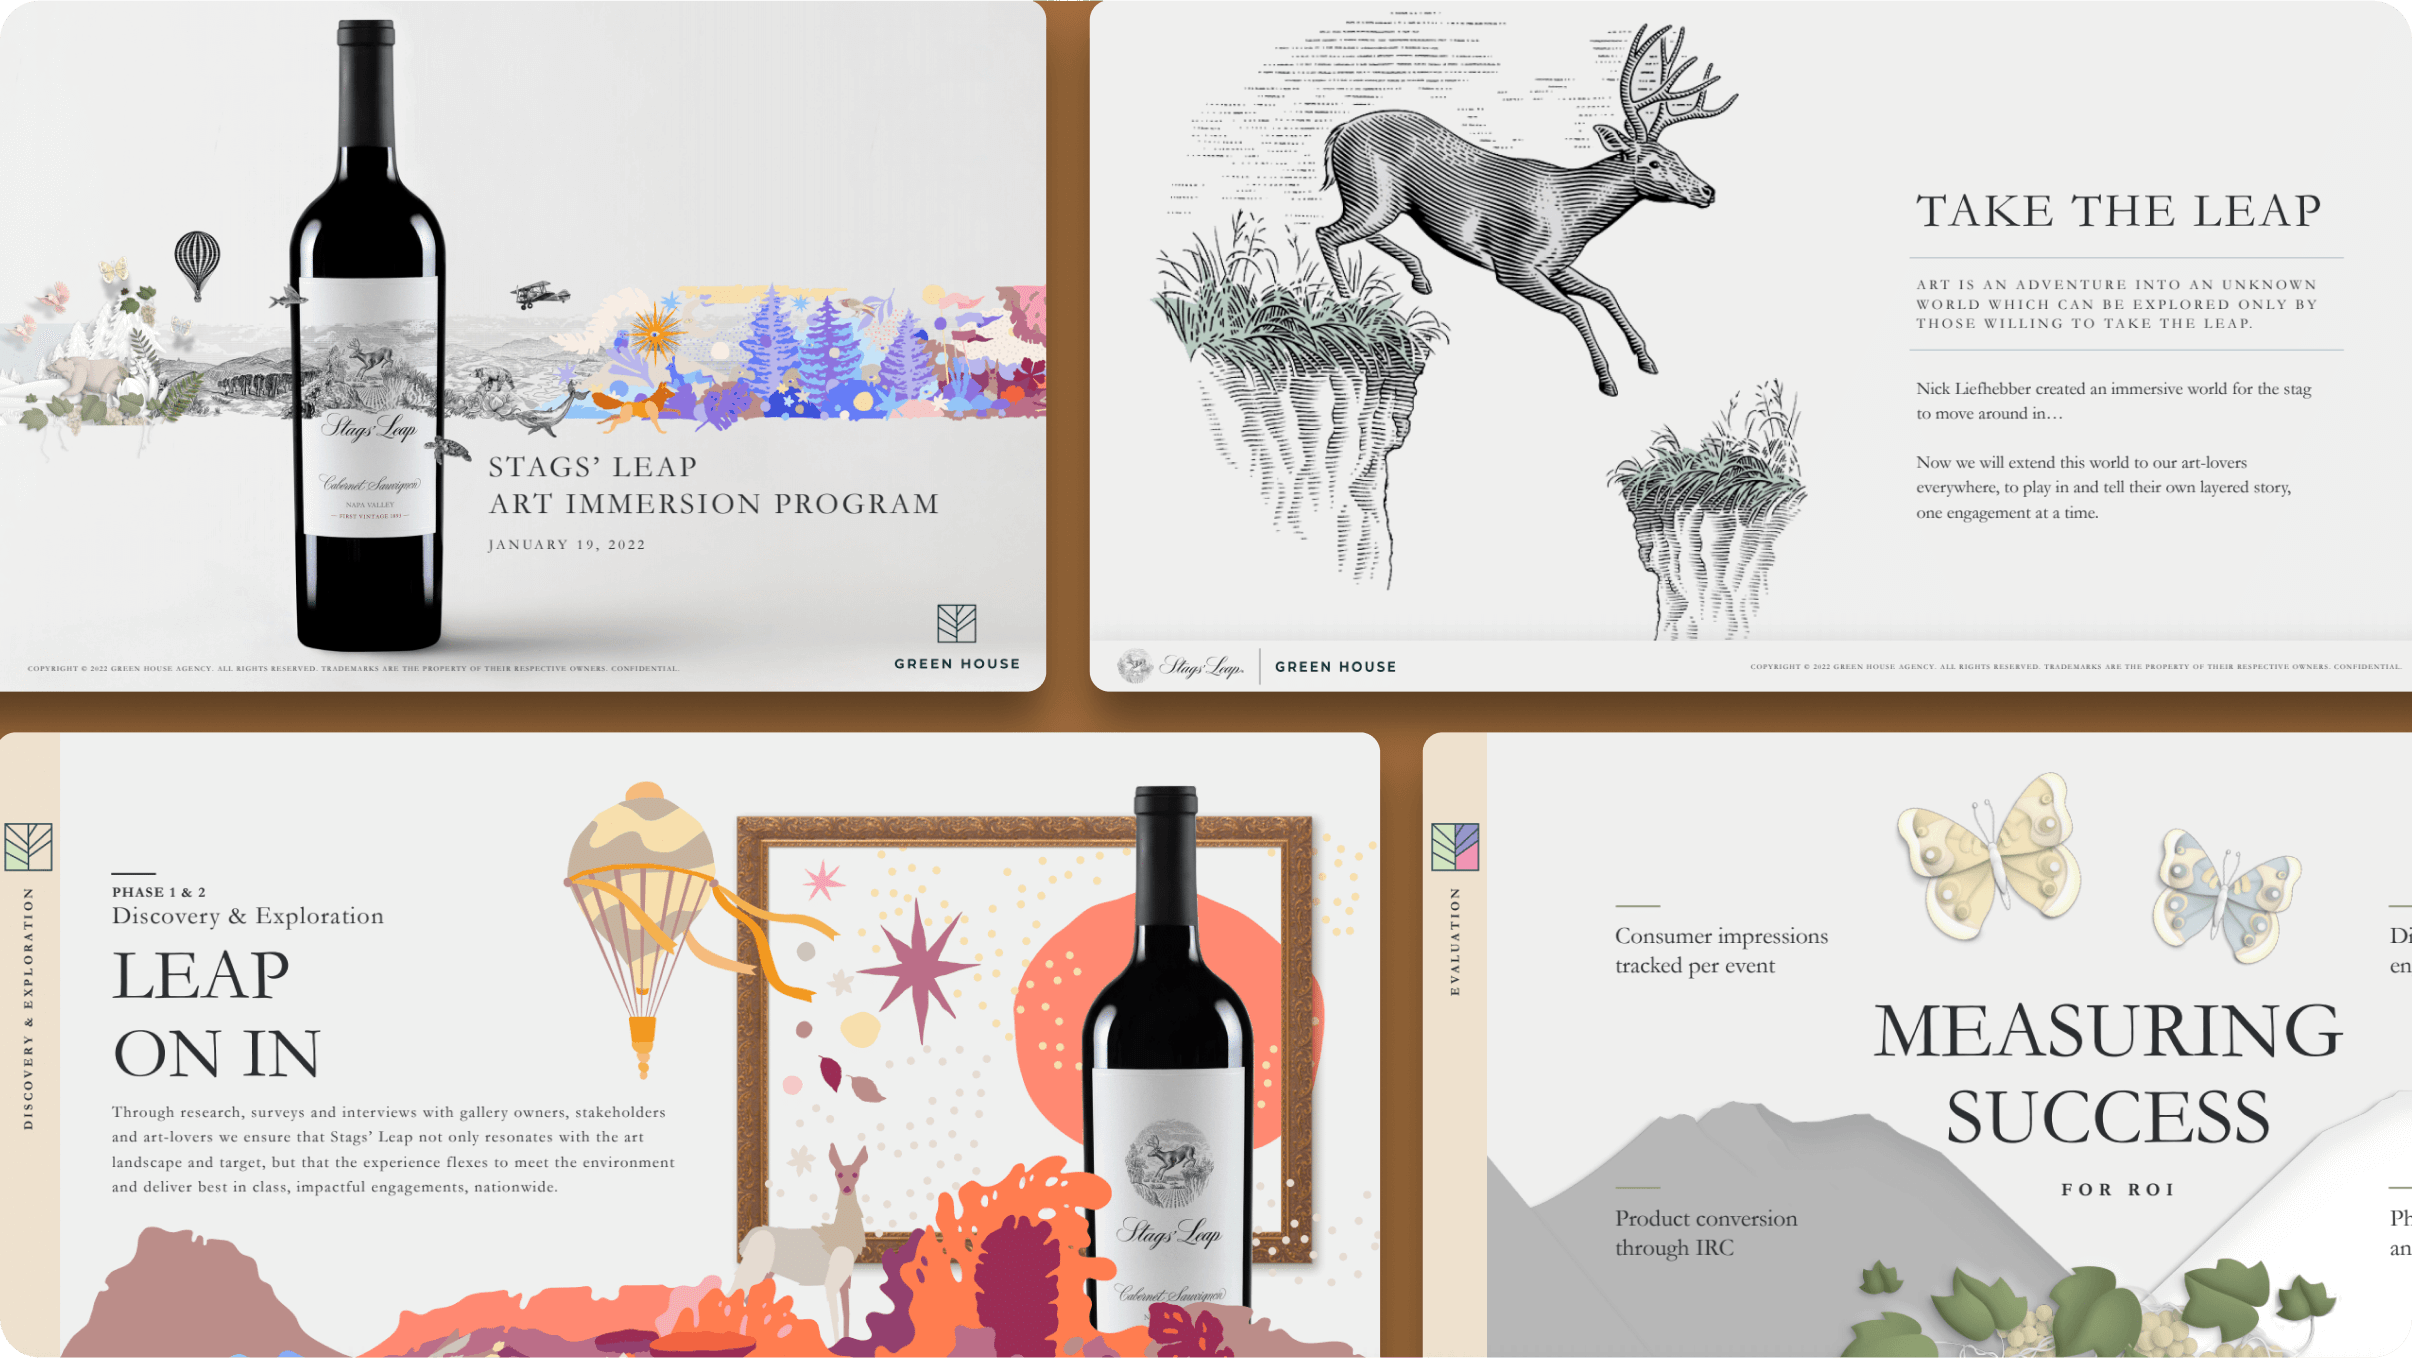 Stags' Leap
Cabernet Sauvignon
NAPA VALLEY
FIRST VINTAGE 1893
STAGS' LEAP
ART IMMERSION PROGRAM
JANUARY 19, 2022
GREEN HOUSE
COPYRIGHT © 2022 GREEN HOUSE AGENCY. ALL RIGHTS RESERVED. TRADEMARKS ARE THE PROPERTY OF THEIR RESPECTIVE OWNERS. CONFIDENTIAL.
TAKE THE LEAP
ART IS AN ADVENTURE INTO AN UNKNOWN
WORLD WHICH CAN BE EXPLORED ONLY BY
THOSE WILLING TO TAKE THE LEAP.
Nick Liefhebber created an immersive world for the stag
to move around in…
Now we will extend this world to our art-lovers
everywhere, to play in and tell their own layered story,
one engagement at a time.
Stags' Leap
GREEN HOUSE
COPYRIGHT © 2022 GREEN HOUSE AGENCY. ALL RIGHTS RESERVED. TRADEMARKS ARE THE PROPERTY OF THEIR RESPECTIVE OWNERS. CONFIDENTIAL.
DISCOVERY & EXPLORATION
PHASE 1 & 2
Discovery & Exploration
LEAP
ON IN
Through research, surveys and interviews with gallery owners, stakeholders
and art-lovers we ensure that Stags' Leap not only resonates with the art
landscape and target, but that the experience flexes to meet the environment
and deliver best in class, impactful engagements, nationwide.
Stags' Leap
Cabernet Sauvignon
EVALUATION
Consumer impressions
tracked per event
MEASURING
SUCCESS
FOR ROI
Product conversion
through IRC